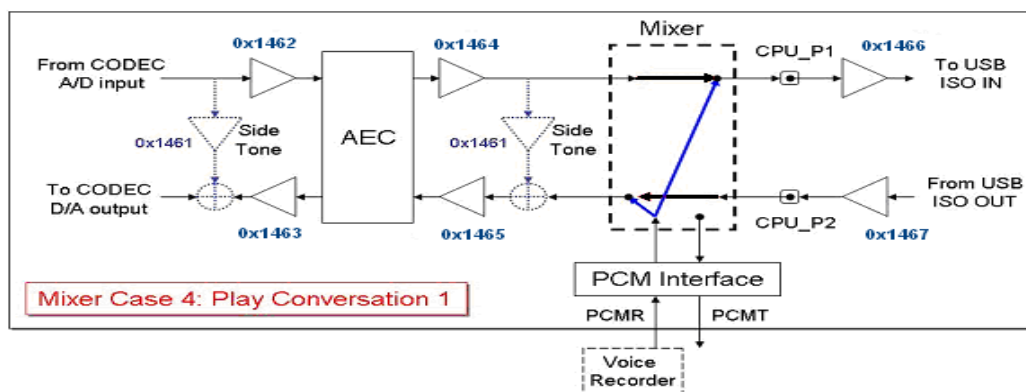 Mixer
0x1462
0x1464
CPU_P1
0x1466
From CODEC
A/D input
To USB
ISO IN
AEC
0x1461
Side
Tone
0x1461
Side
Tone
To CODEC
D/A output
From USB
ISO OUT
0x1463
0x1465
CPU_P2
0x1467
PCM Interface
Mixer Case 4: Play Conversation 1
PCMR
PCMT
Voice
Recorder